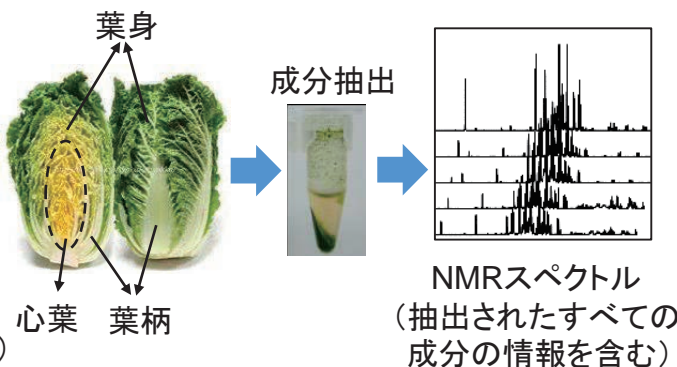 葉身
成分抽出
心葉
葉柄
)
NMRスペクトル
(抽出されたすべての
成分の情報を含む)